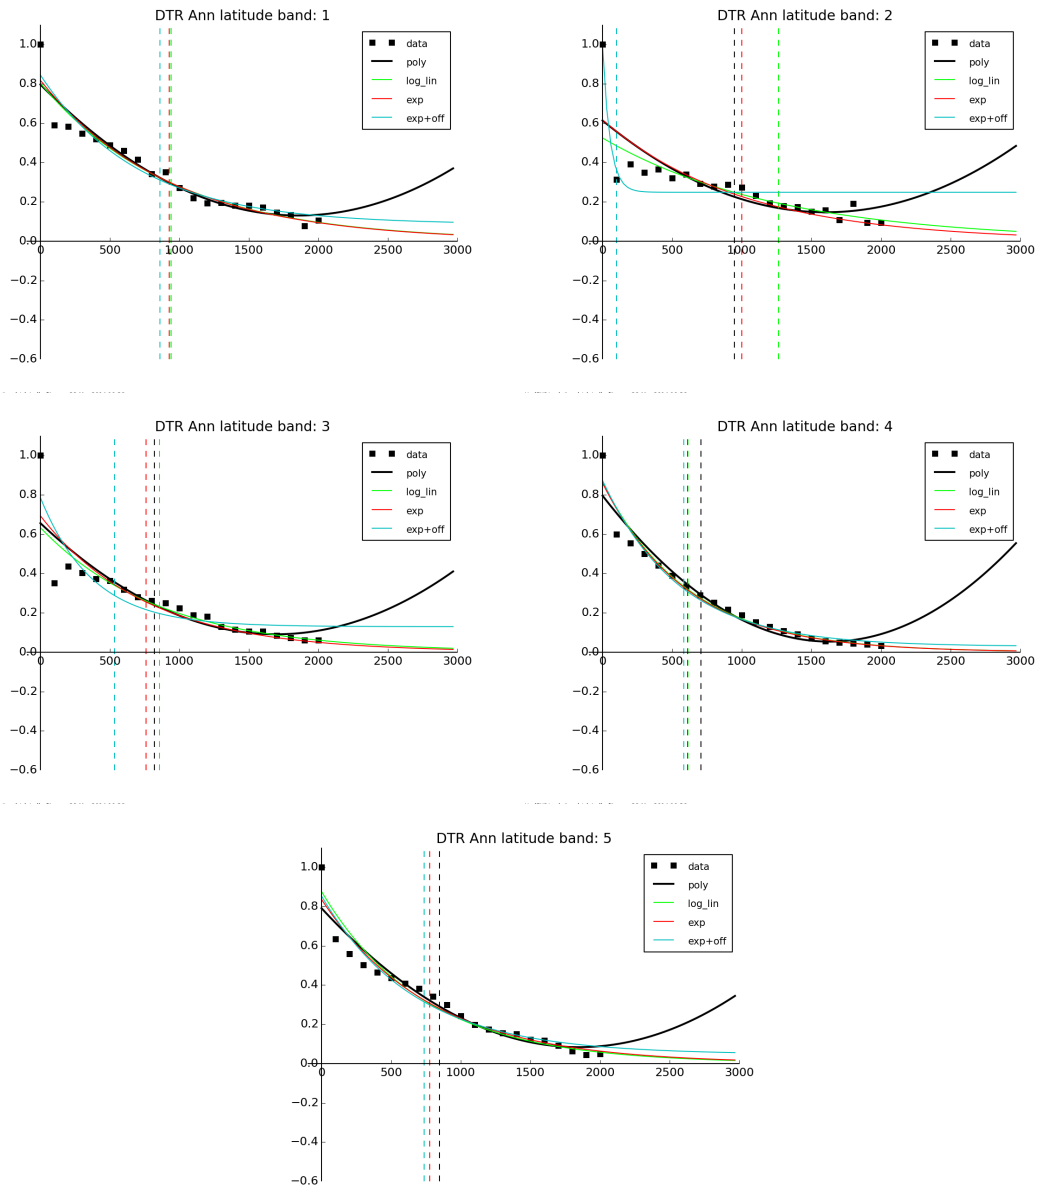 DTR Ann latitude band: 1
1.0
0.8
0.6
0.4
0.2
0.0
−0.2
−0.4
−0.6
0 500 1000 1500 2000 2500 3000
data
poly
log_lin
exp
exp+off
DTR Ann latitude band: 2
1.0
0.8
0.6
0.4
0.2
0.0
−0.2
−0.4
−0.6
0 500 1000 1500 2000 2500 3000
data
poly
log_lin
exp
exp+off
DTR Ann latitude band: 3
1.0
0.8
0.6
0.4
0.2
0.0
−0.2
−0.4
−0.6
0 500 1000 1500 2000 2500 3000
data
poly
log_lin
exp
exp+off
DTR Ann latitude band: 4
1.0
0.8
0.6
0.4
0.2
0.0
−0.2
−0.4
−0.6
0 500 1000 1500 2000 2500 3000
data
poly
log_lin
exp
exp+off
DTR Ann latitude band: 5
1.0
0.8
0.6
0.4
0.2
0.0
−0.2
−0.4
−0.6
0 500 1000 1500 2000 2500 3000
data
poly
log_lin
exp
exp+off